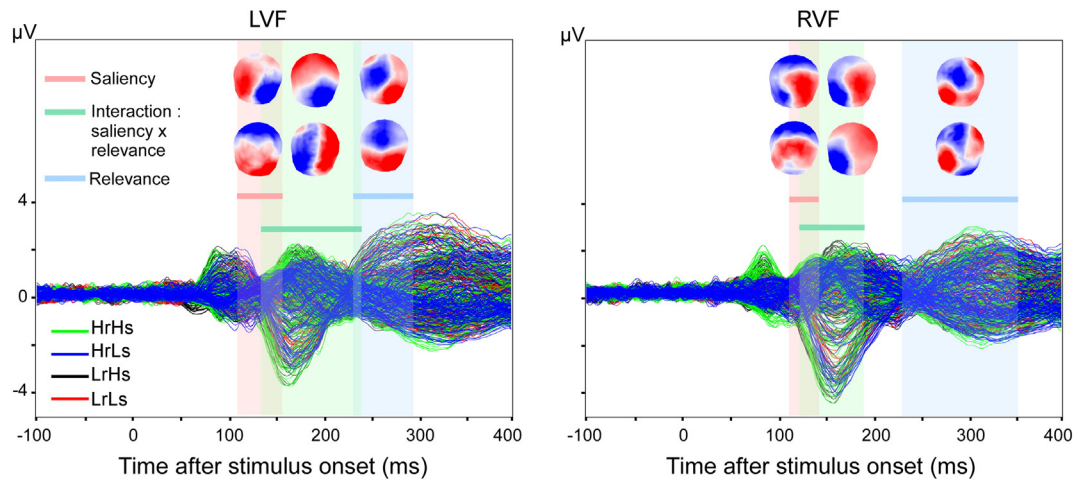 LVF
µV
Saliency
Interaction :
saliency x
relevance
Relevance
4
0
-4
HrHs
HrLs
LrHs
LrLs
-100 0 100 200 300 400
Time after stimulus onset (ms)
RVF
µV
-100 0 100 200 300 400
Time after stimulus onset (ms)